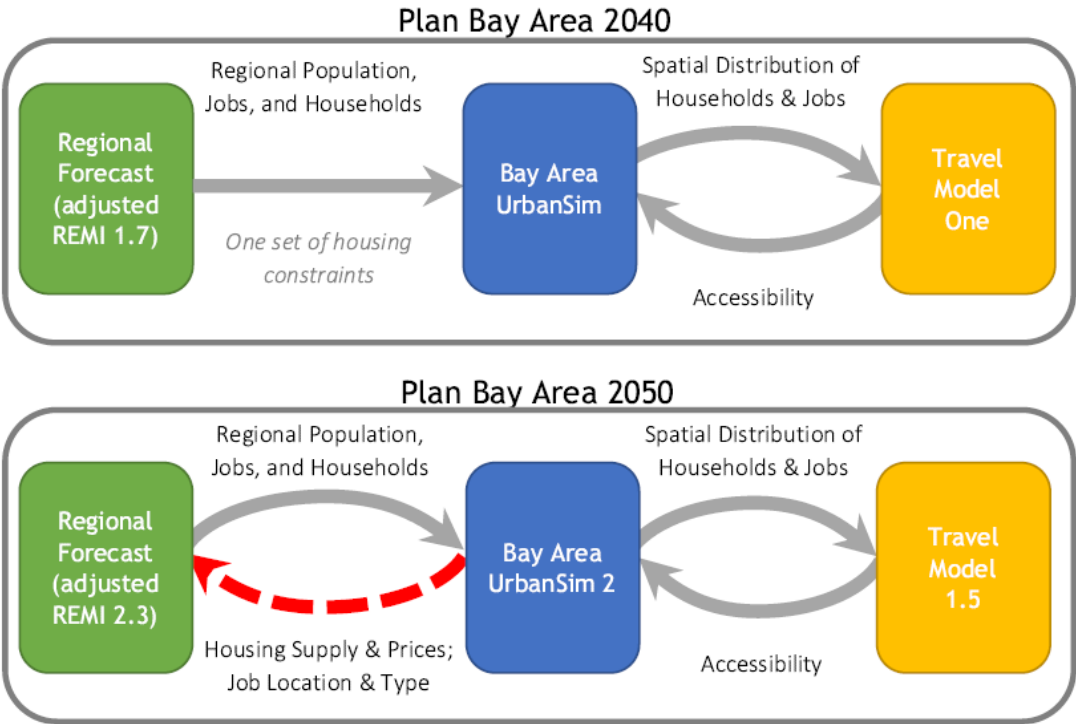 Plan Bay Area 2040
Regional Population,
Jobs, and Households
Spatial Distribution of
Households & Jobs
Regional
Forecast
(adjusted
REMI 1.7)
Bay Area
UrbanSim
Travel
Model
One
One set of housing
constraints
Accessibility
Plan Bay Area 2050
Regional Population,
Jobs, and Households
Spatial Distribution of
Households & Jobs
Regional
Forecast
(adjusted
REMI 2.3)
Bay Area
UrbanSim 2
Travel
Model
1.5
Housing Supply & Prices;
Job Location & Type
Accessibility